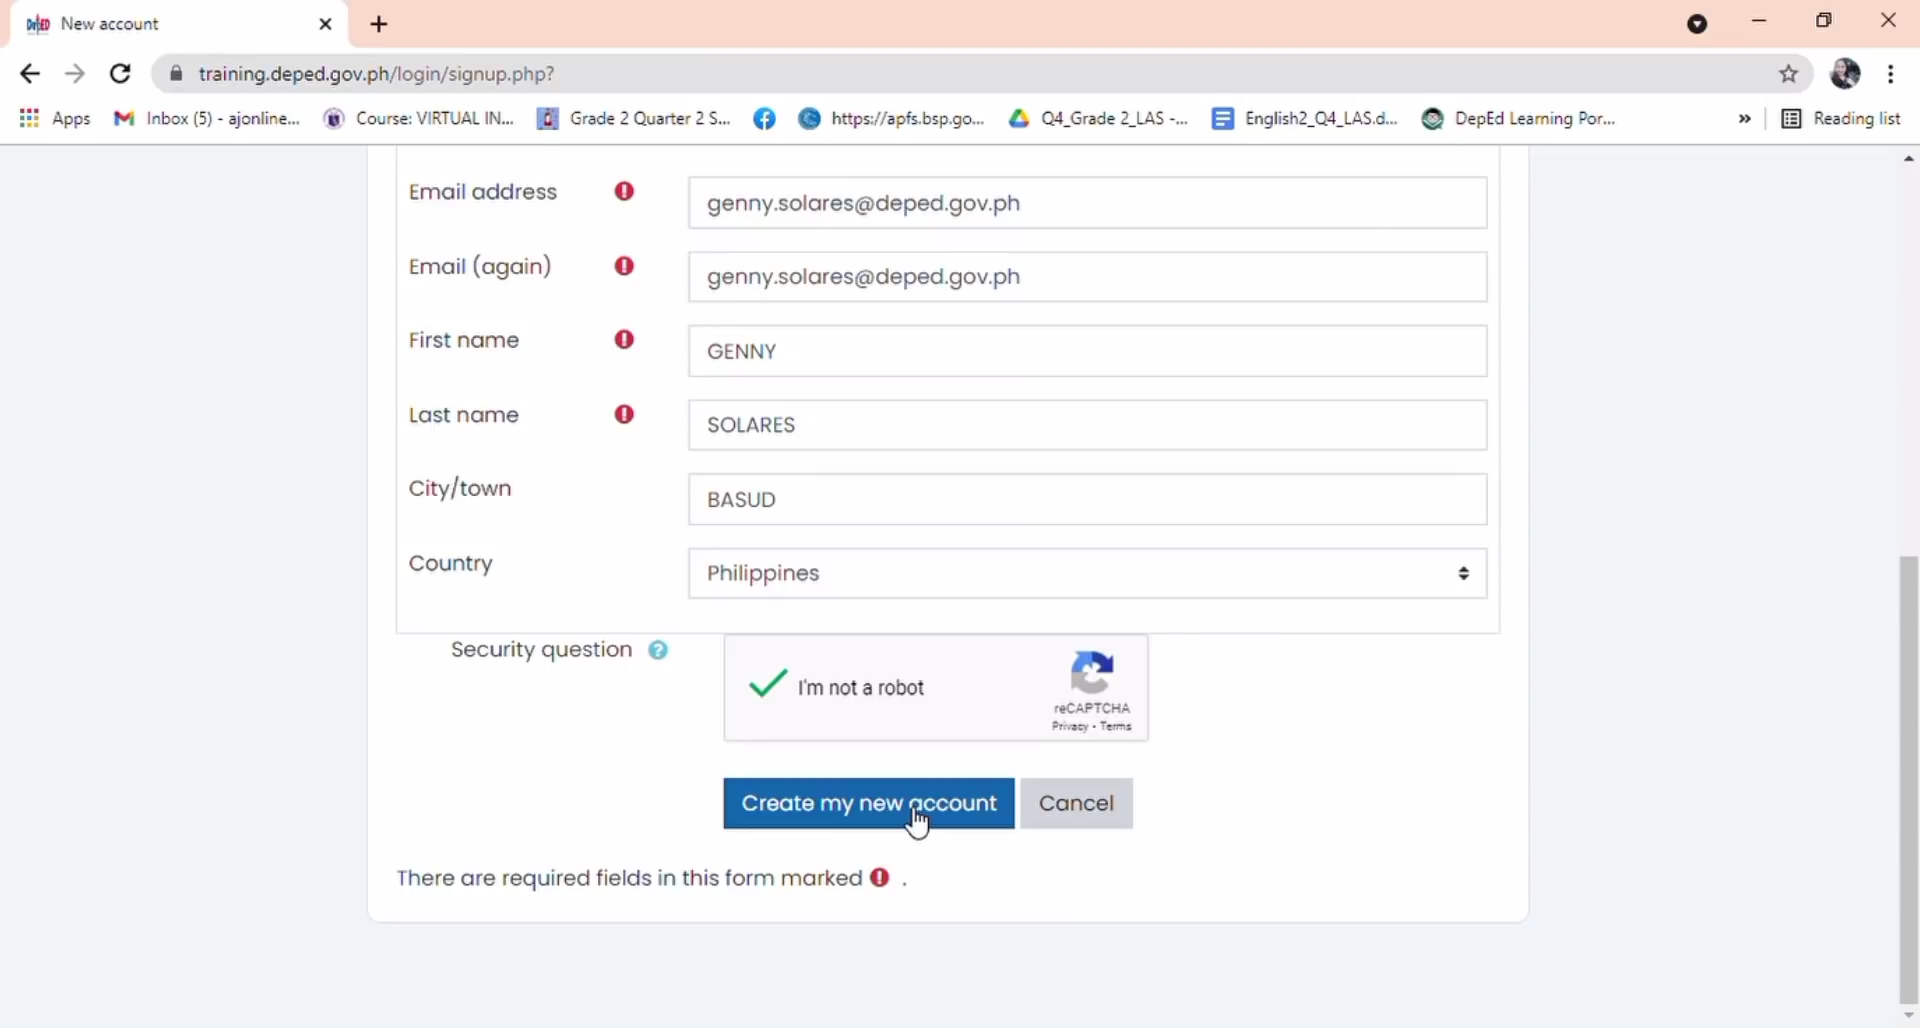 DepED New account
training.deped.gov.ph/login/signup.php?
Apps Inbox (5) - ajonline... Course: VIRTUAL IN... Grade 2 Quarter 2 S... https://apfs.bsp.go... Q4_Grade 2_LAS -... English2_Q4_LAS.d... DepEd Learning Por... » Reading list
Email address genny.solares@deped.gov.ph
Email (again) genny.solares@deped.gov.ph
First name GENNY
Last name SOLARES
City/town BASUD
Country Philippines
Security question ?
I'm not a robot
reCAPTCHA
Privacy - Terms
Create my new account Cancel
There are required fields in this form marked .